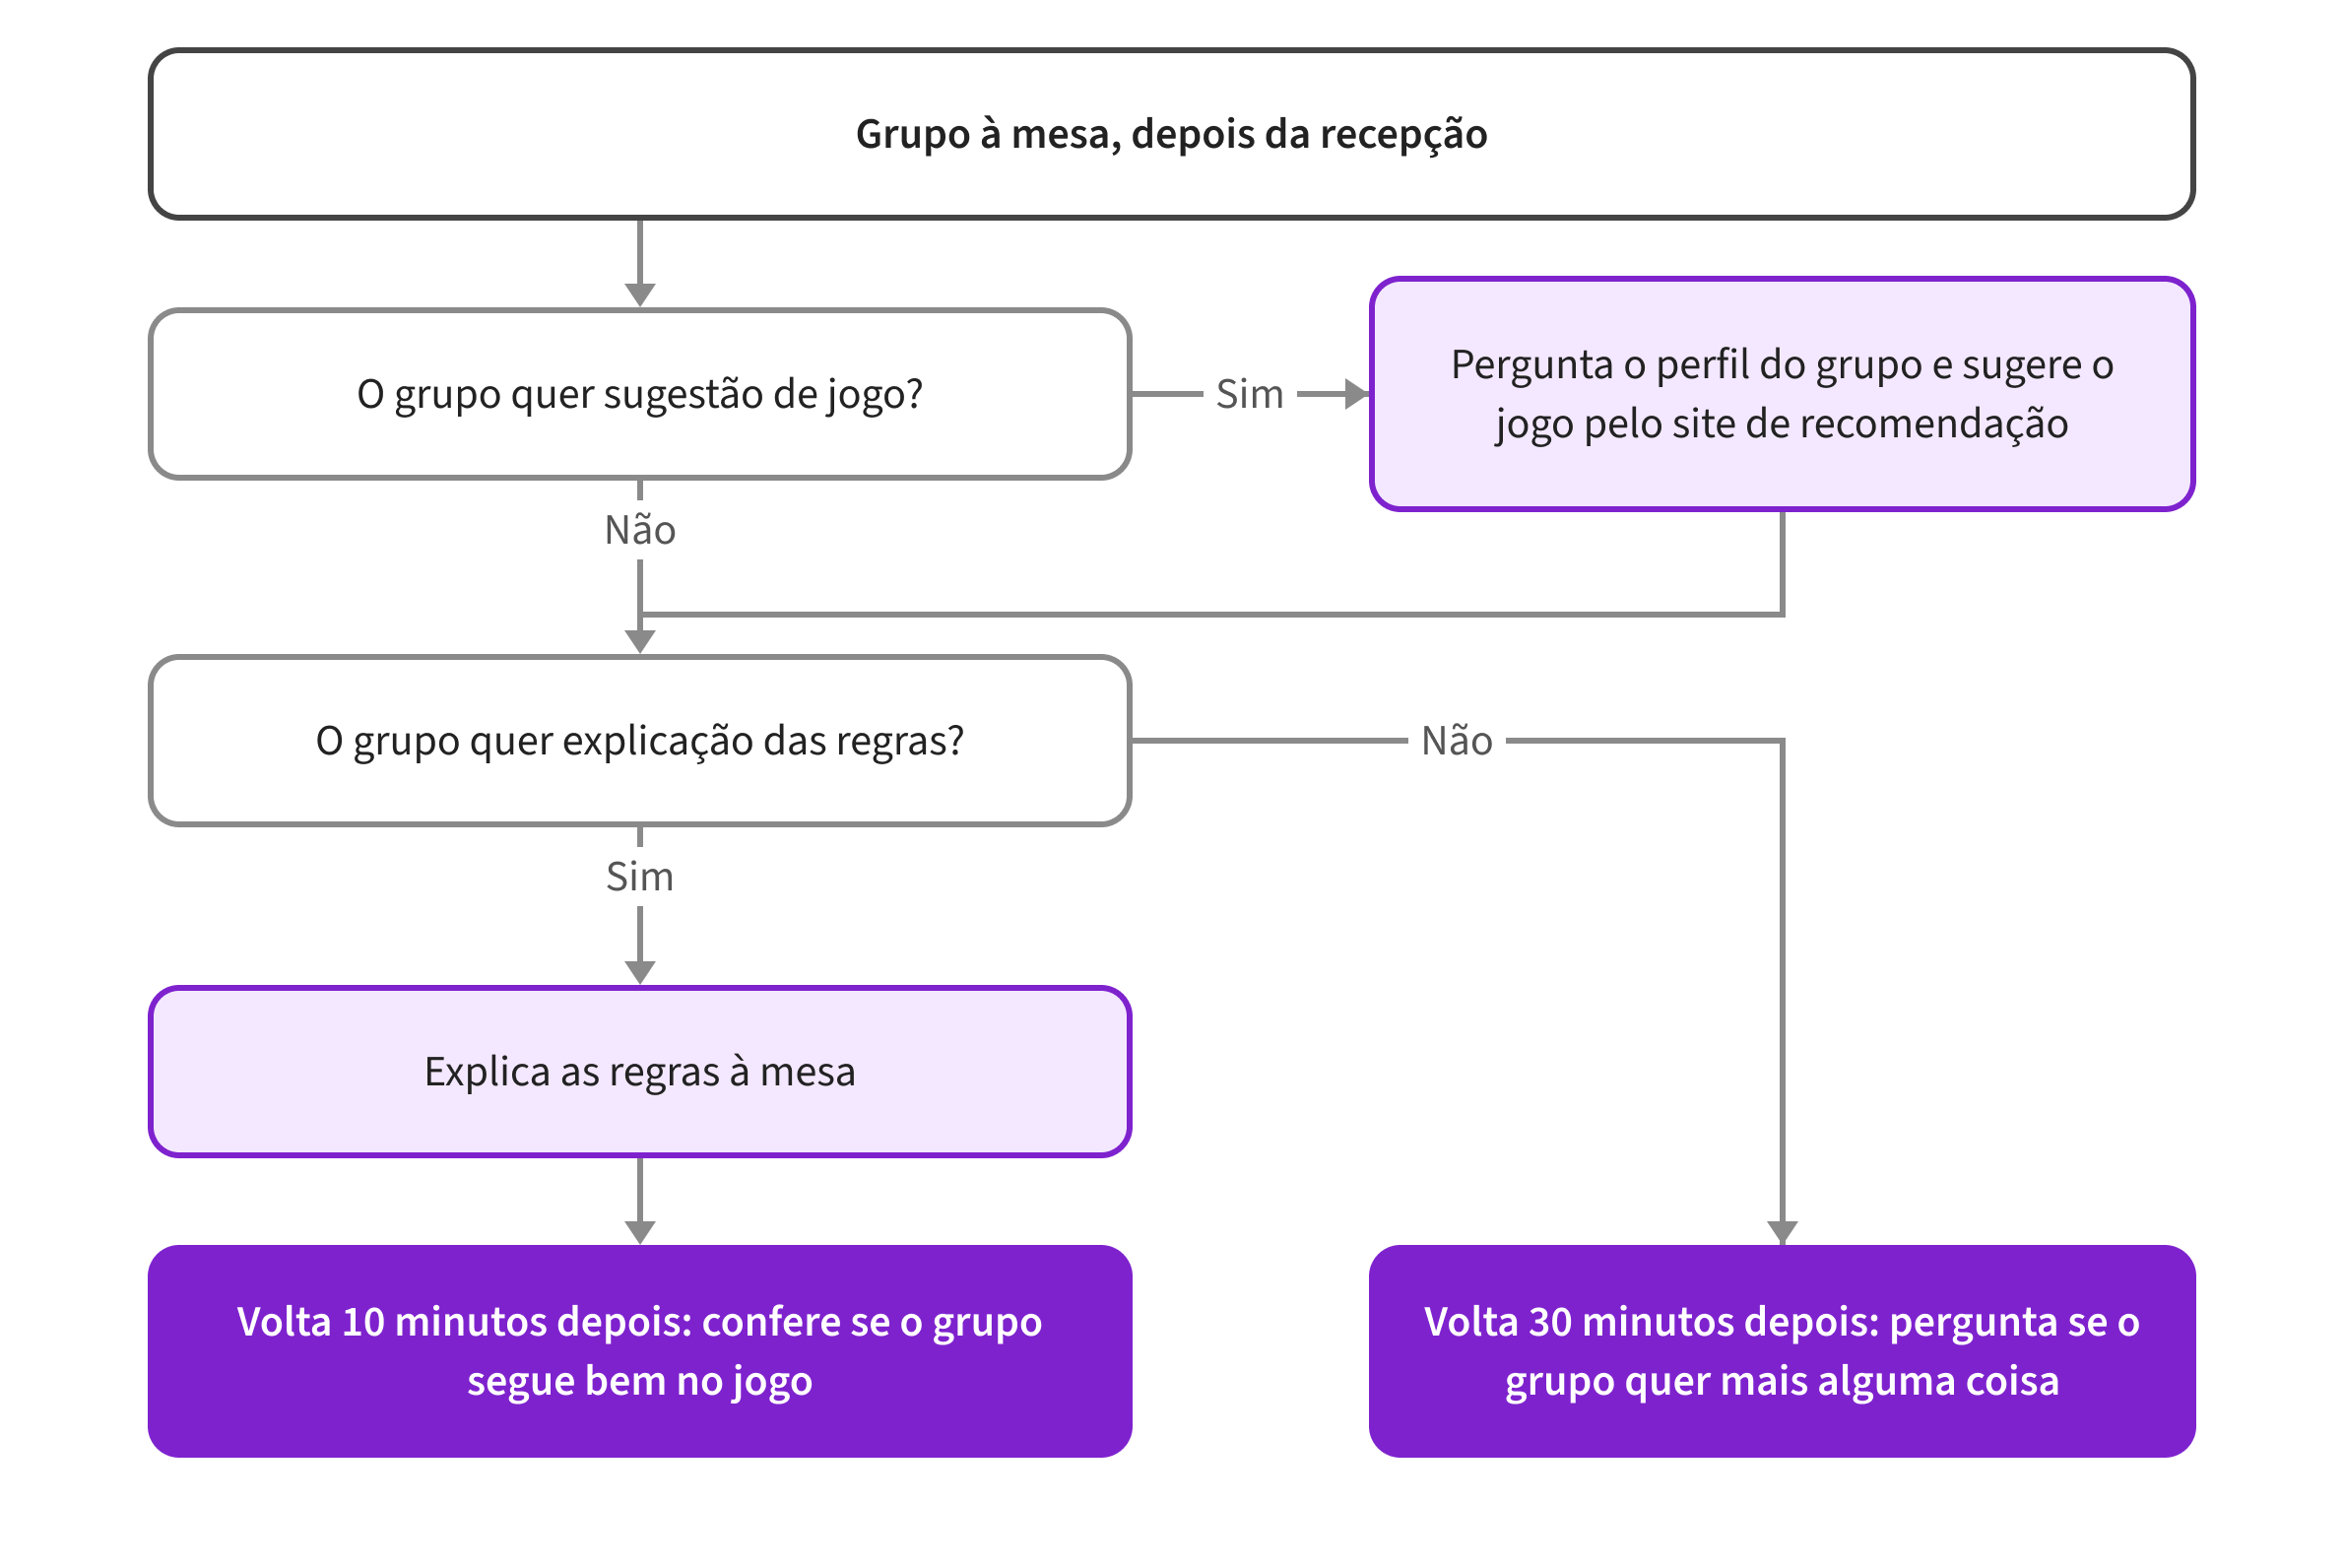 Grupo à mesa, depois da recepção
O grupo quer sugestão de jogo?
Sim
Pergunta o perfil do grupo e sugere o
jogo pelo site de recomendação
Não
O grupo quer explicação das regras?
Não
Sim
Explica as regras à mesa
Volta 10 minutos depois: confere se o grupo
segue bem no jogo
Volta 30 minutos depois: pergunta se o
grupo quer mais alguma coisa